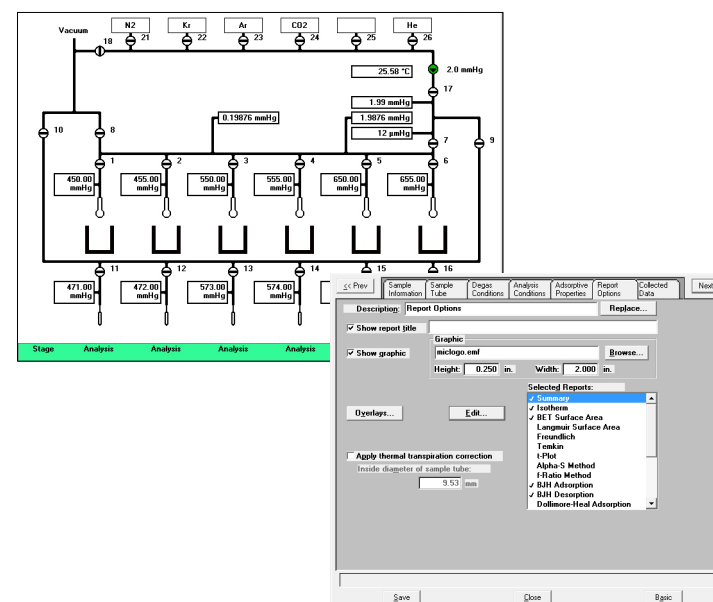 N2 Kr Ar CO2 He
Vacuum
18 21 22 23 24 25 26
25.58 °C 2.0 mmHg
17
1.99 mmHg
0.19876 mmHg 1.9876 mmHg
12 µmHg
10 8 7 9
1 2 3 4 5 6
450.00 mmHg 455.00 mmHg 550.00 mmHg 555.00 mmHg 650.00 mmHg 655.00 mmHg
11 12 13 14 15 16
471.00 mmHg 472.00 mmHg 573.00 mmHg 574.00 mmHg
Stage Analysis Analysis Analysis Analysis
<< Prev Sample Information Sample Tube Degas Conditions Analysis Conditions Adsorptive Properties Report Options Collected Data Next
Description: Report Options Replace...
✓ Show report title
Graphic
✓ Show graphic miclogo.emf Browse...
Height: 0.250 in. Width: 2.000 in.
Selected Reports:
✓ Summary
✓ Isotherm
✓ BET Surface Area
Langmuir Surface Area
Freundlich
Temkin
t-Plot
Alpha-S Method
f-Ratio Method
✓ BJH Adsorption
✓ BJH Desorption
Dollimore-Heal Adsorption
Overlays... Edit...
Apply thermal transpiration correction
Inside diameter of sample tube:
9.53 mm
Save Close Basic